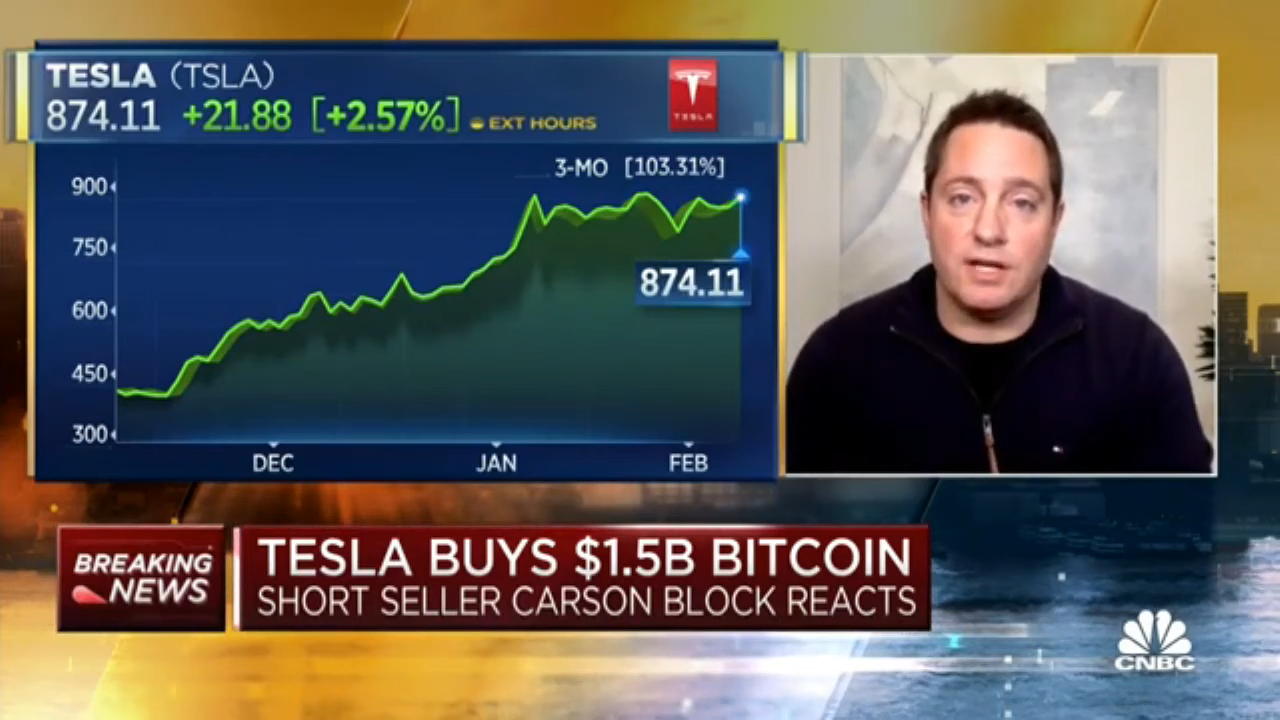 TESLA (TSLA)
874.11 +21.88 [+2.57%] EXT HOURS
TESLA
3-MO [103.31%]
900
750
600
450
300
874.11
DEC JAN FEB
BREAKING
NEWS
TESLA BUYS $1.5B BITCOIN
SHORT SELLER CARSON BLOCK REACTS
CNBC